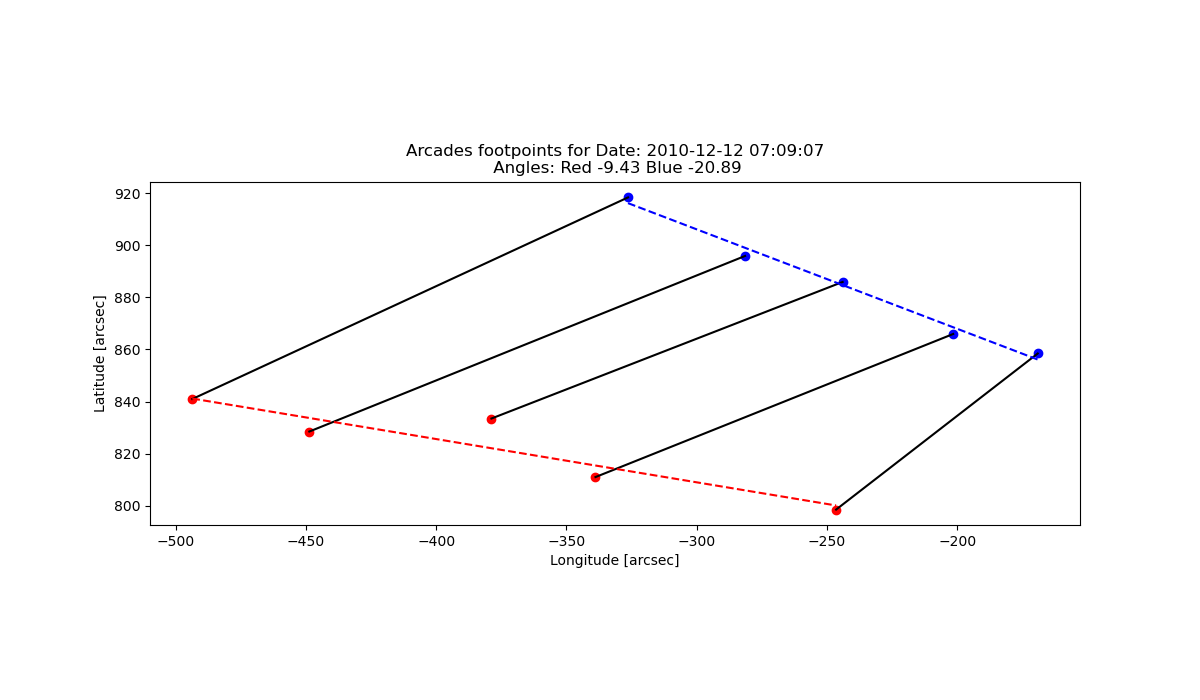 Arcades footpoints for Date: 2010-12-12 07:09:07
Angles: Red -9.43 Blue -20.89
920
900
880
860
840
820
800
Latitude [arcsec]
−500 −450 −400 −350 −300 −250 −200
Longitude [arcsec]